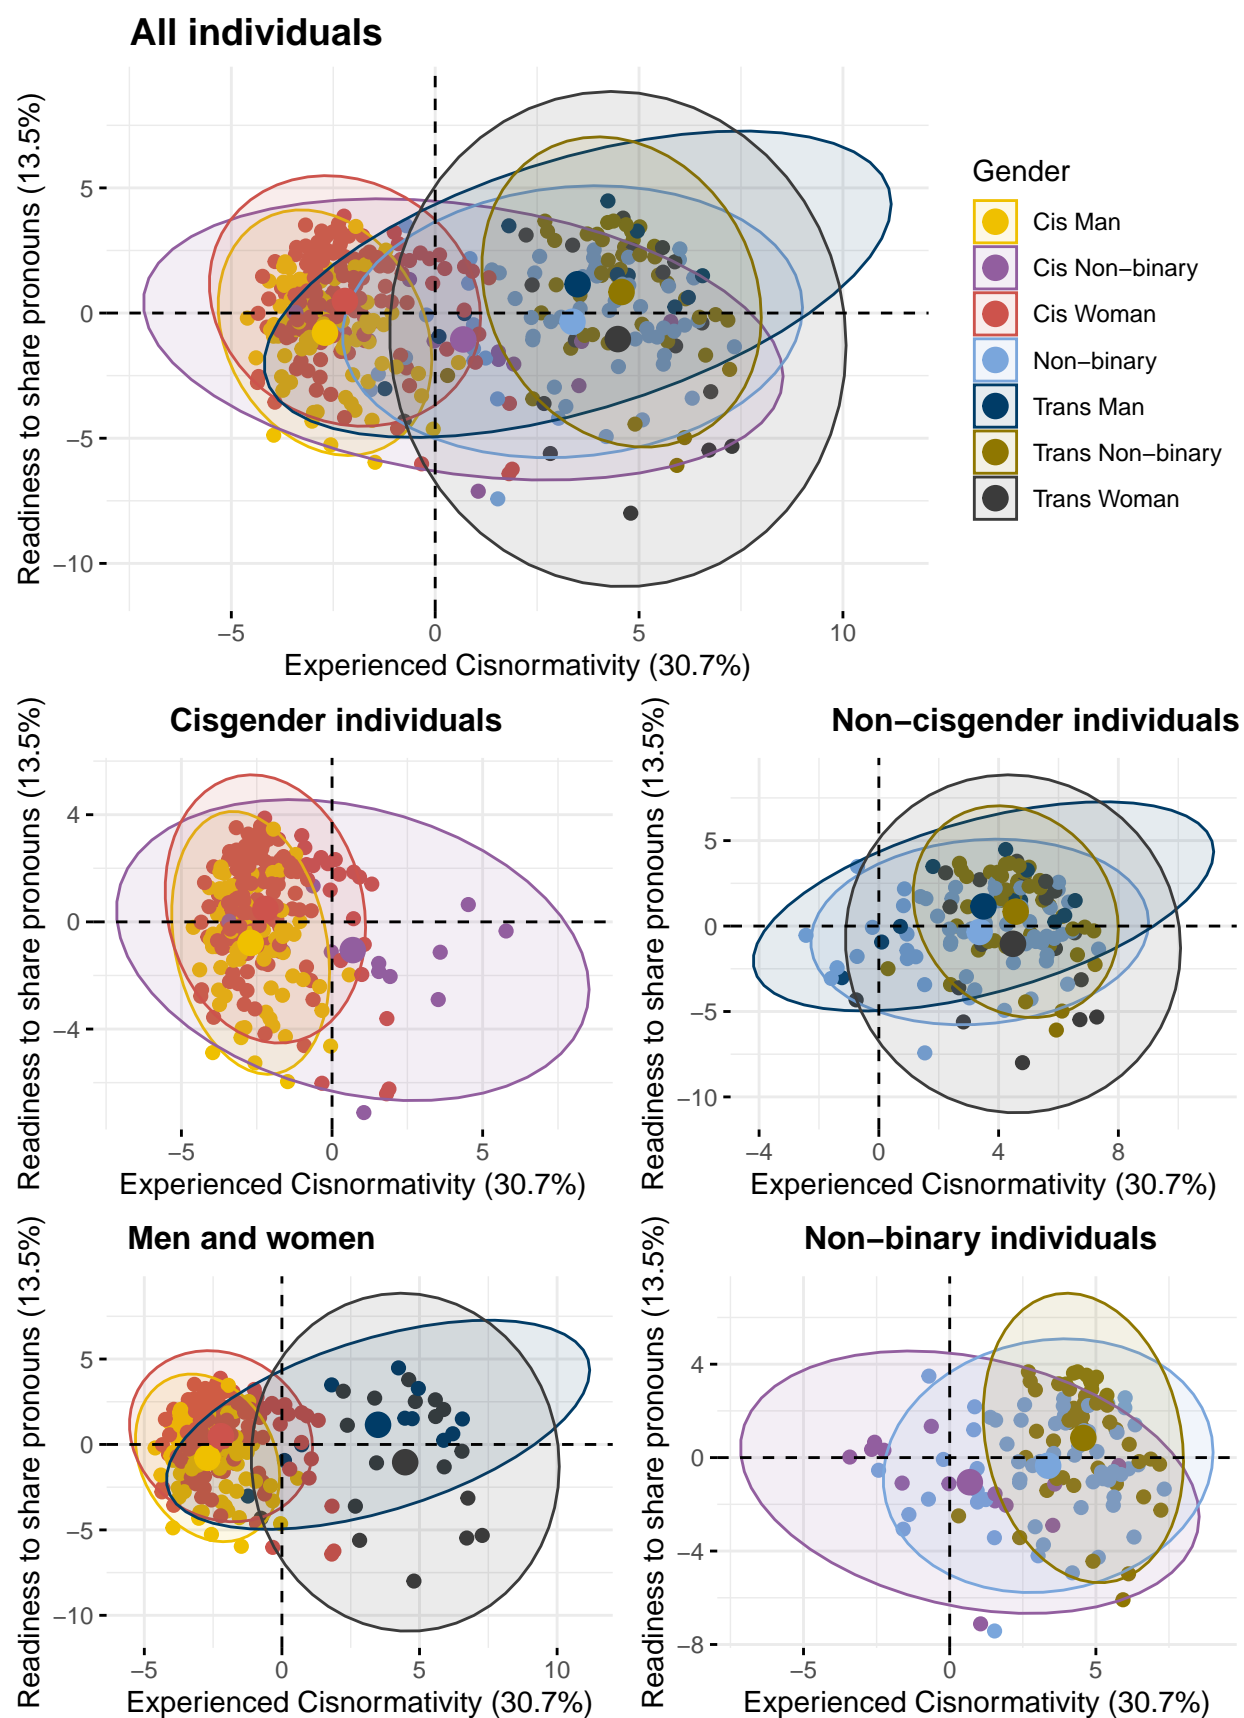 All individuals
Readiness to share pronouns (13.5%)
5
0
−5
−10
−5
0
5
10
Experienced Cisnormativity (30.7%)
Gender
Cis Man
Cis Non−binary
Cis Woman
Non−binary
Trans Man
Trans Non−binary
Trans Woman
Cisgender individuals
Readiness to share pronouns (13.5%)
4
0
−4
−5
0
5
Experienced Cisnormativity (30.7%)
Non−cisgender individuals
Readiness to share pronouns (13.5%)
5
0
−5
−10
−4
0
4
8
Experienced Cisnormativity (30.7%)
Men and women
Readiness to share pronouns (13.5%)
5
0
−5
−10
−5
0
5
10
Experienced Cisnormativity (30.7%)
Non−binary individuals
Readiness to share pronouns (13.5%)
4
0
−4
−8
−5
0
5
Experienced Cisnormativity (30.7%)